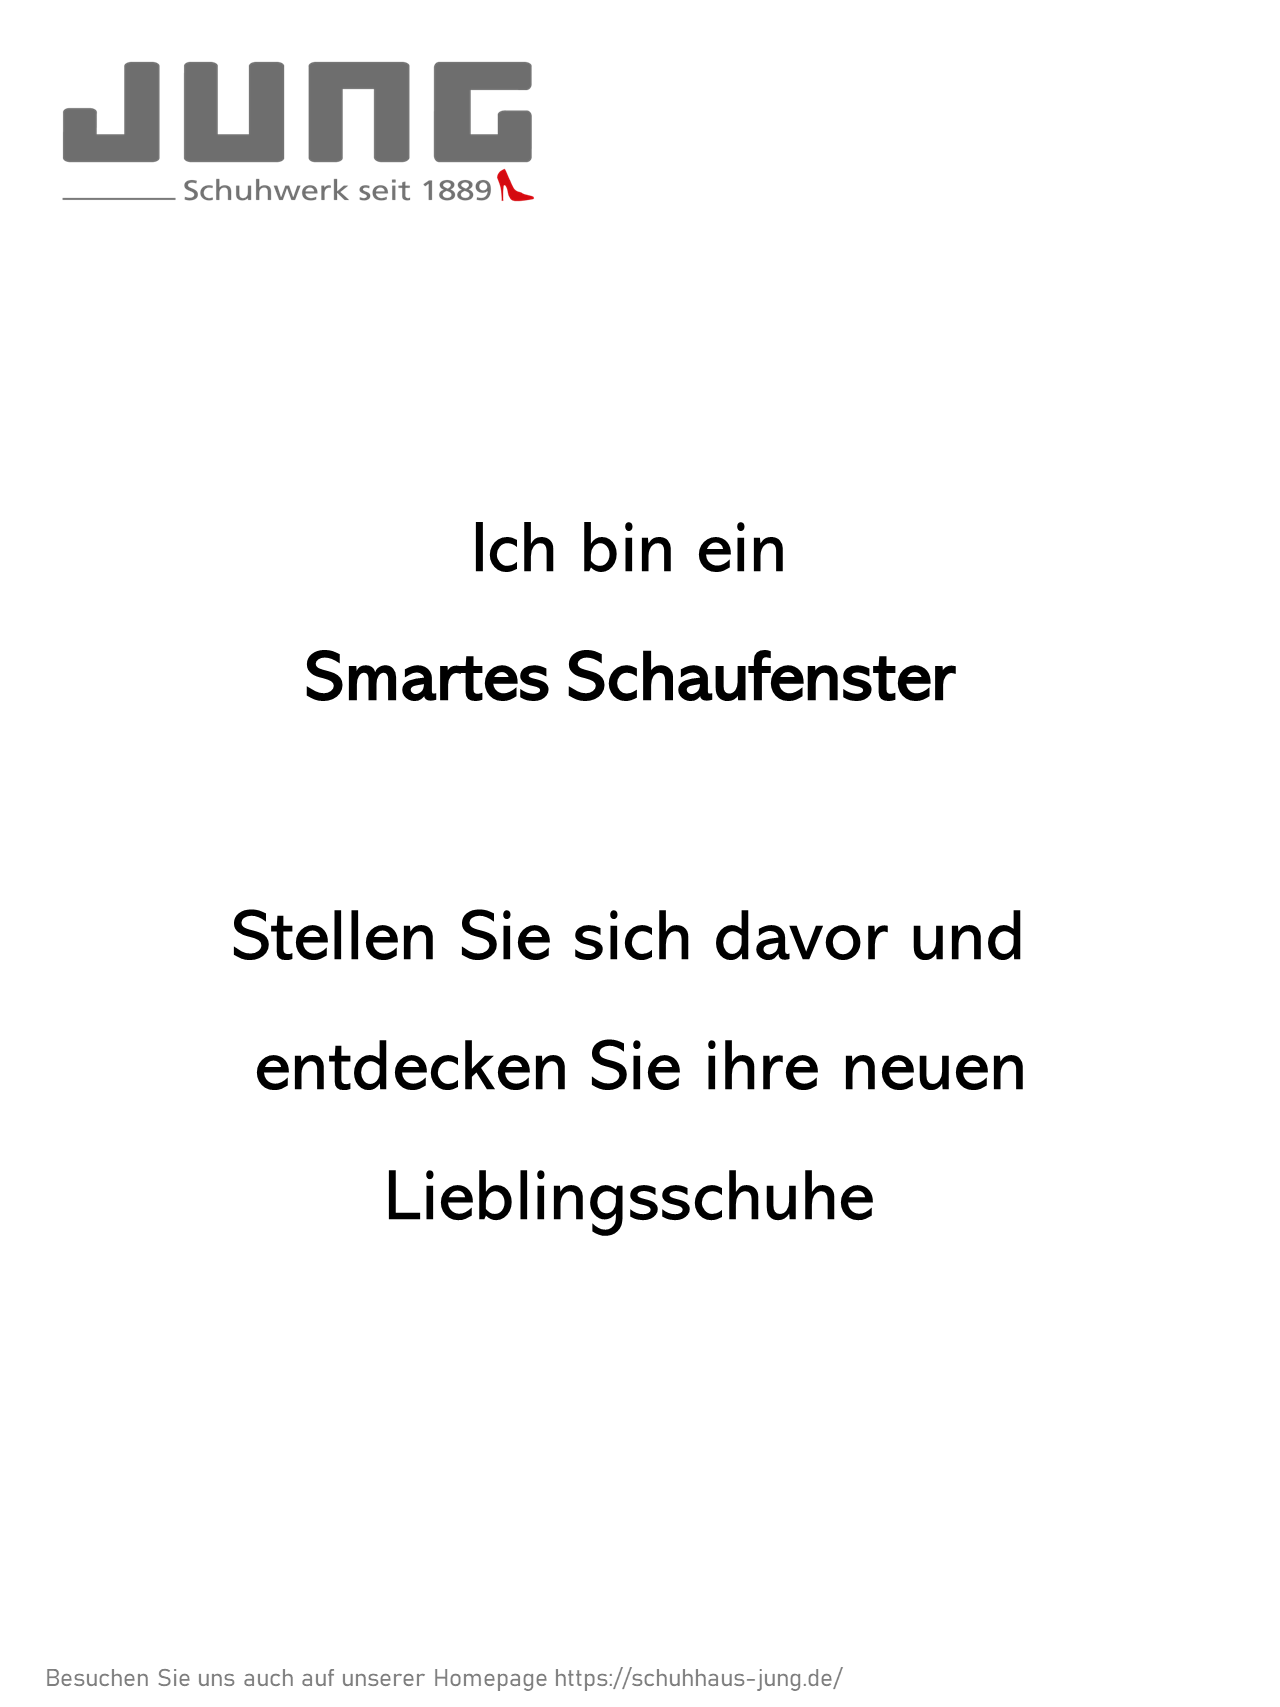 JUNG
Schuhwerk seit 1889
Ich bin ein
Smartes Schaufenster
Stellen Sie sich davor und
entdecken Sie ihre neuen
Lieblingsschuhe
Besuchen Sie uns auch auf unserer Homepage https://schuhhaus-jung.de/